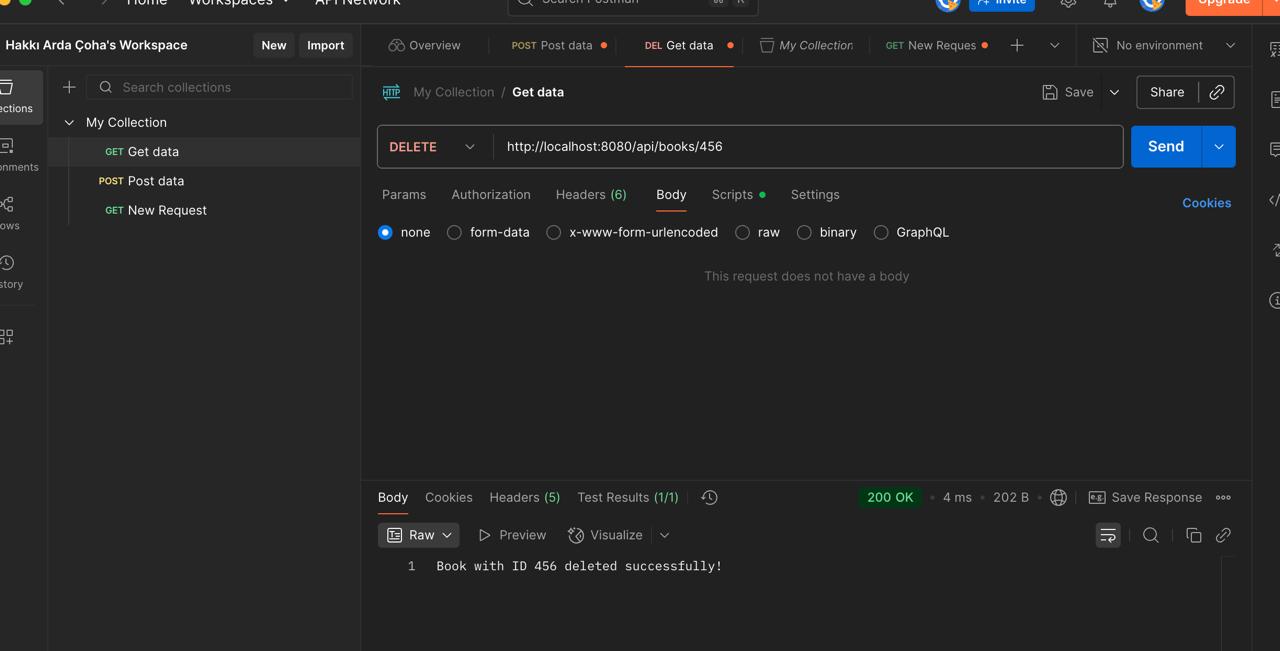 Home Workspaces API Network Search Postman ⌘ K Invite Upgrade
Hakkı Arda Çoha's Workspace New Import
Overview POST Post data DEL Get data My Collection GET New Reques No environment
Search collections
My Collection
GET Get data
POST Post data
GET New Request
HTTP My Collection / Get data Save Share
DELETE http://localhost:8080/api/books/456 Send
Params Authorization Headers (6) Body Scripts Settings Cookies
none form-data x-www-form-urlencoded raw binary GraphQL
This request does not have a body
ections
onments
ows
story
Body Cookies Headers (5) Test Results (1/1) 200 OK 4 ms 202 B e.g. Save Response
Raw Preview Visualize
1 Book with ID 456 deleted successfully!